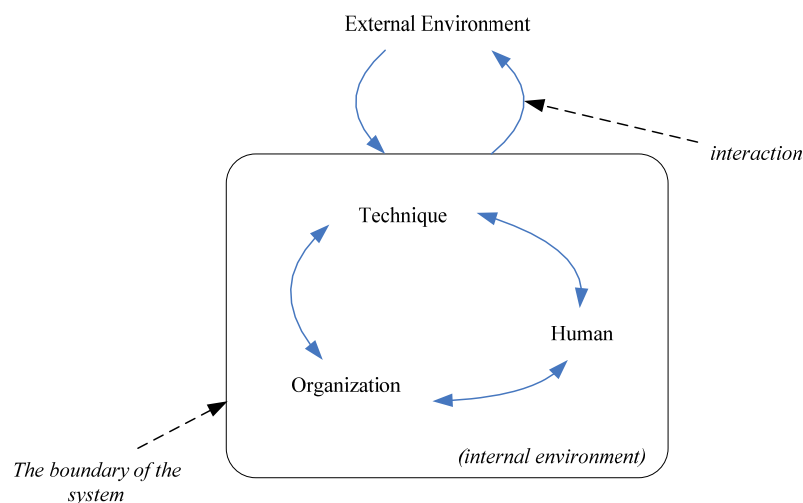 External Environment
interaction
Technique
Human
Organization
(internal environment)
The boundary of the
system